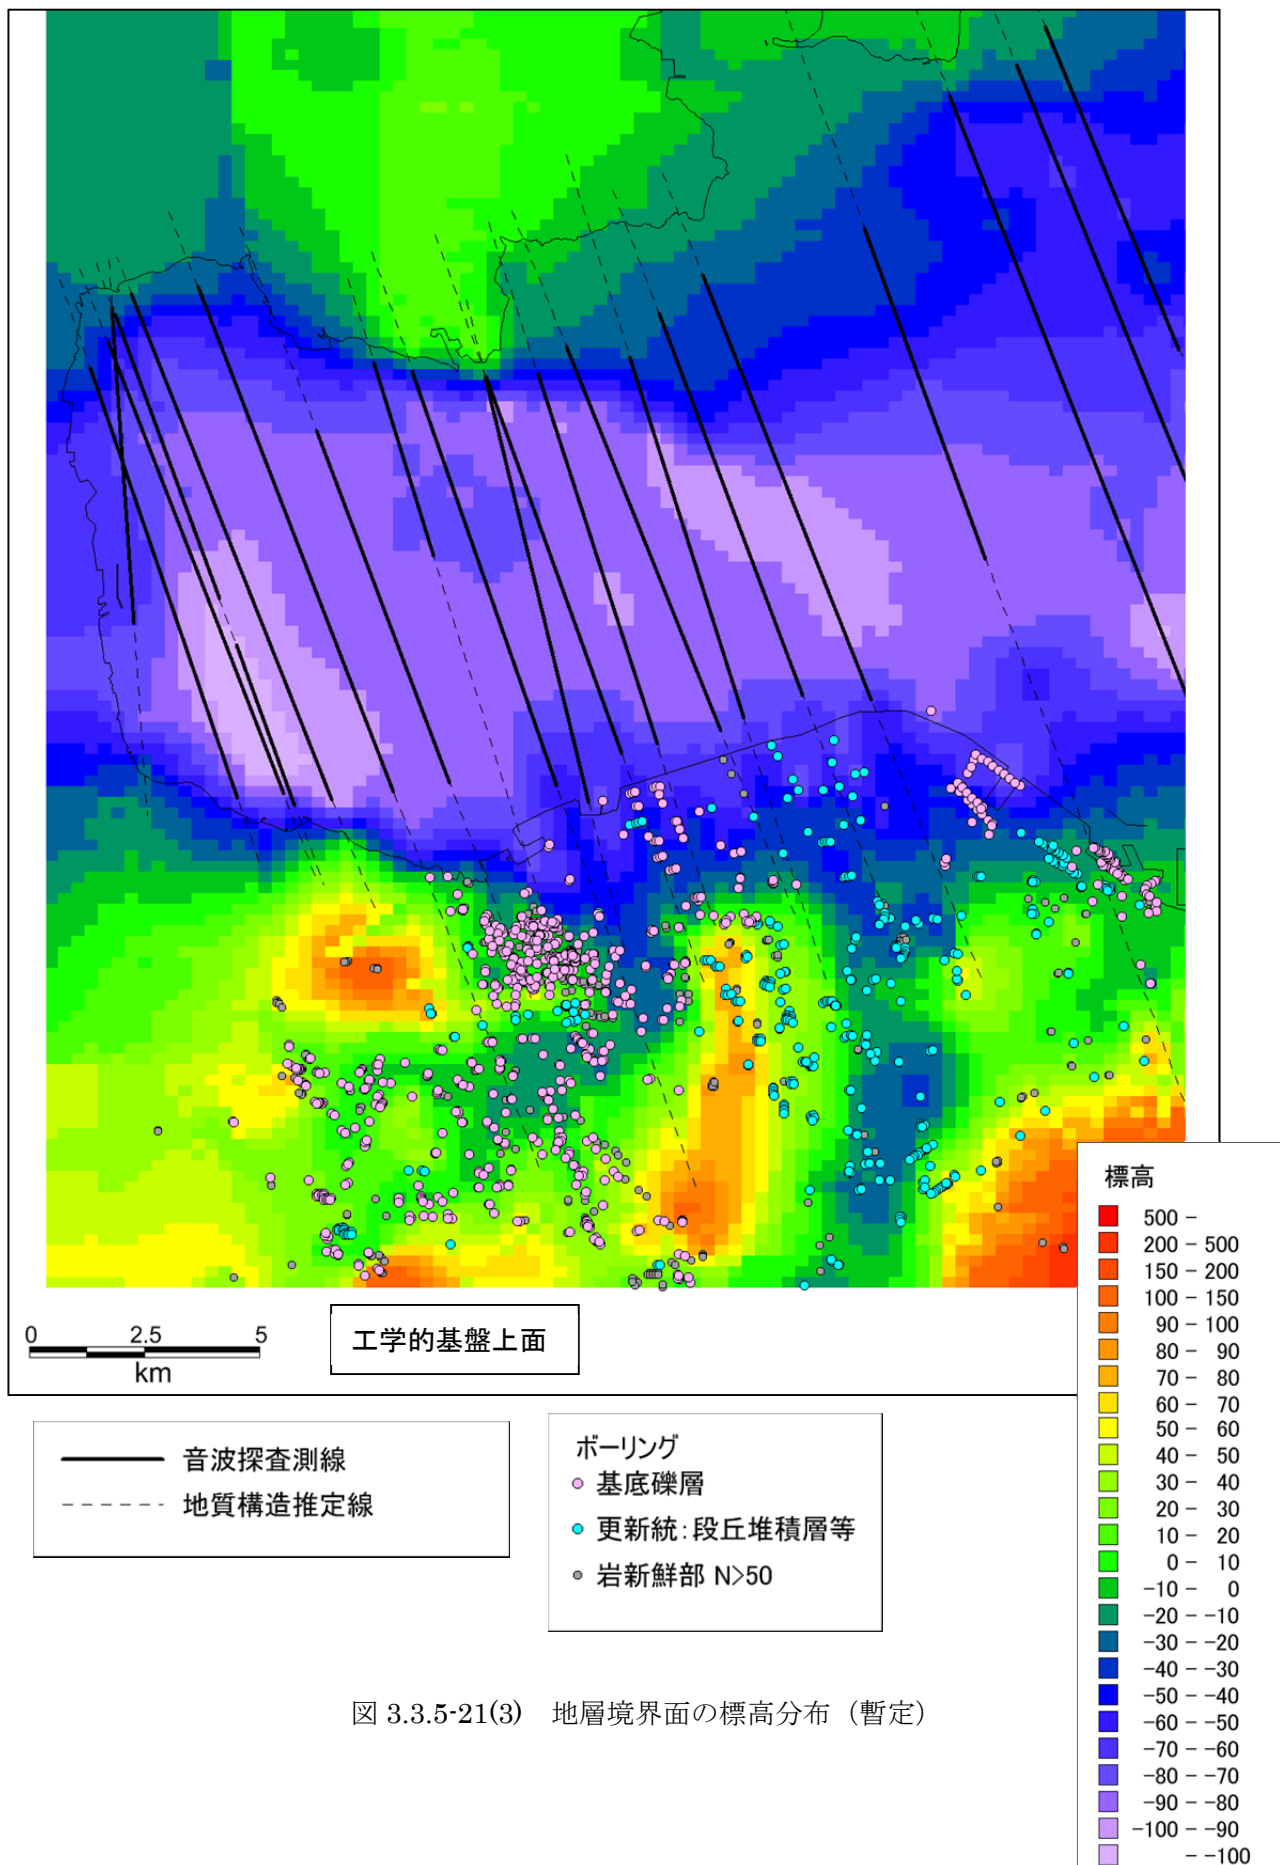 0 2.5 5
km
工学的基盤上面
音波探査測線
地質構造推定線
ボーリング
基底礫層
更新統：段丘堆積層等
岩新鮮部 N>50
標高
500 −
200 − 500
150 − 200
100 − 150
90 − 100
80 − 90
70 − 80
60 − 70
50 − 60
40 − 50
30 − 40
20 − 30
10 − 20
0 − 10
−10 − 0
−20 − −10
−30 − −20
−40 − −30
−50 − −40
−60 − −50
−70 − −60
−80 − −70
−90 − −80
−100 − −90
− −100
図 3.3.5-21(3) 地層境界面の標高分布（暫定）